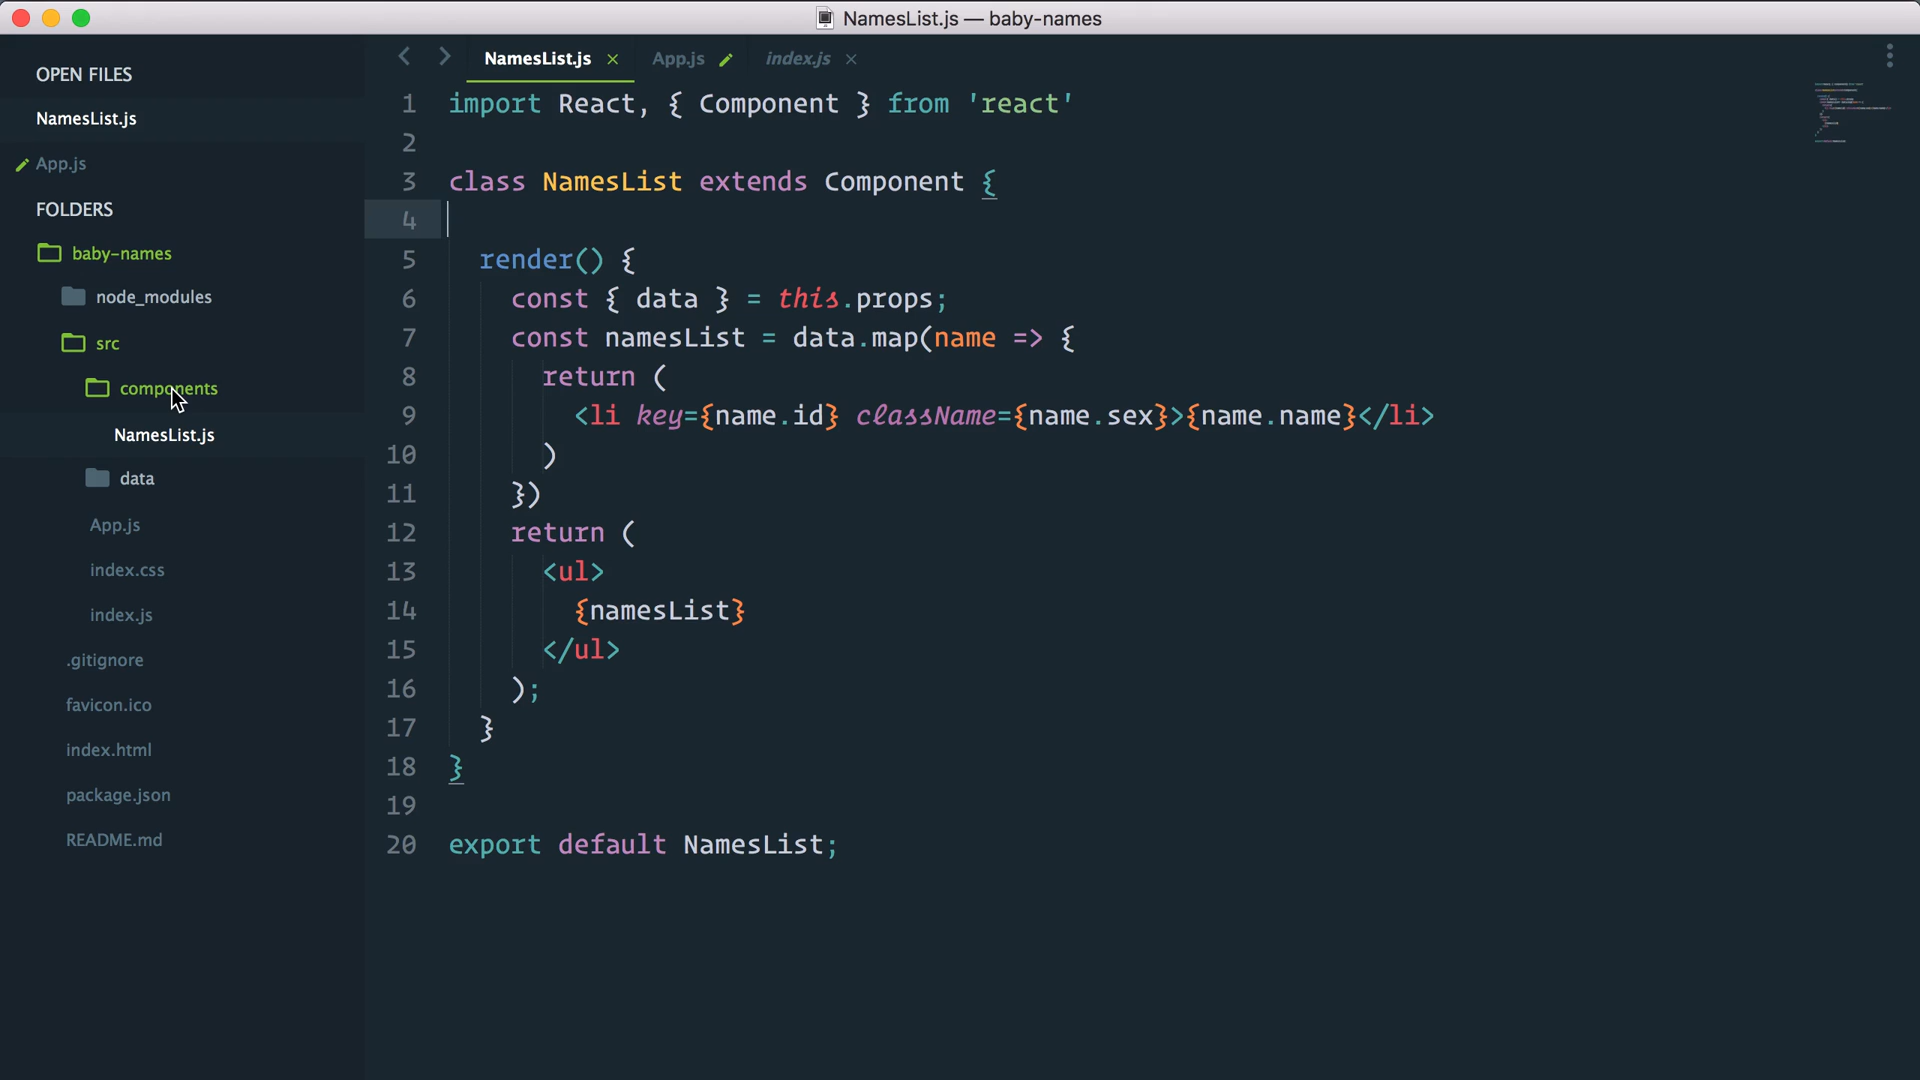 NamesList.js — baby-names
OPEN FILES
NamesList.js
App.js
FOLDERS
baby-names
node_modules
src
components
NamesList.js
data
App.js
index.css
index.js
.gitignore
favicon.ico
index.html
package.json
README.md
NamesList.js × App.js index.js ×
1 import React, { Component } from 'react'
2
3 class NamesList extends Component {
4
5 render() {
6 const { data } = this.props;
7 const namesList = data.map(name => {
8 return (
9 <li key={name.id} className={name.sex}>{name.name}</li>
10 )
11 })
12 return (
13 <ul>
14 {namesList}
15 </ul>
16 );
17 }
18 }
19
20 export default NamesList;